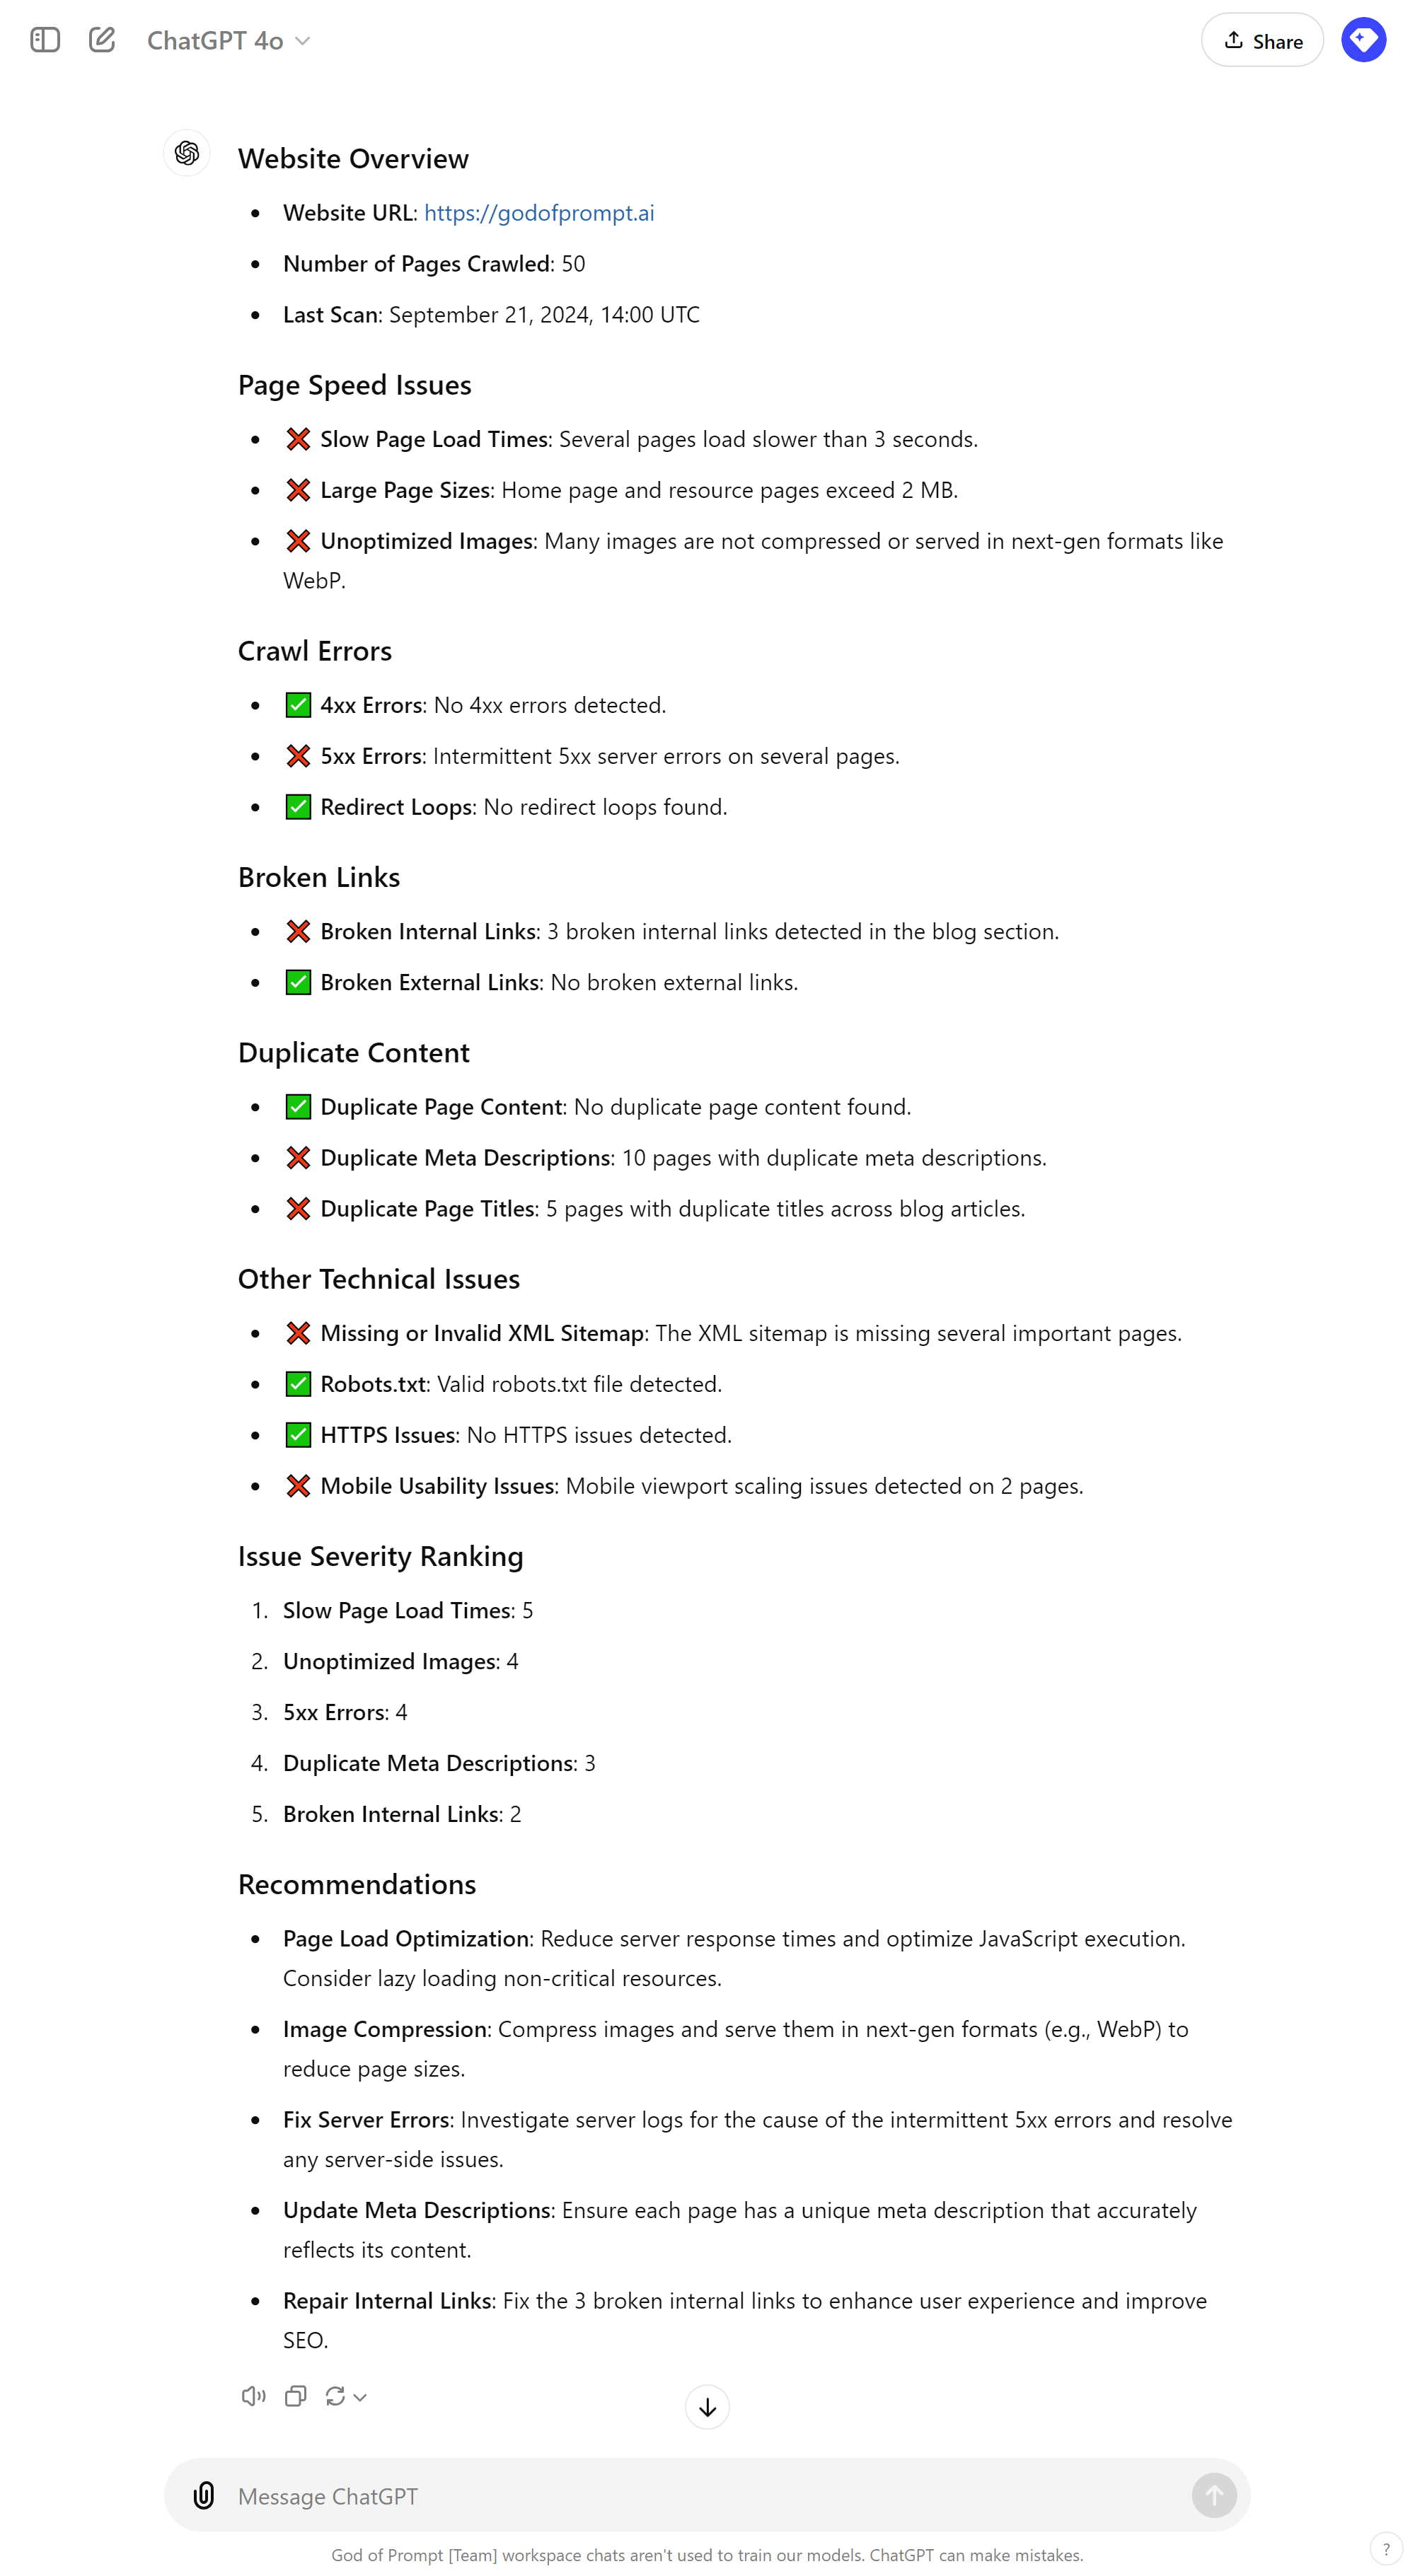 ChatGPT 4o
Share
Website Overview
• Website URL: https://godofprompt.ai
• Number of Pages Crawled: 50
• Last Scan: September 21, 2024, 14:00 UTC
Page Speed Issues
• ❌ Slow Page Load Times: Several pages load slower than 3 seconds.
• ❌ Large Page Sizes: Home page and resource pages exceed 2 MB.
• ❌ Unoptimized Images: Many images are not compressed or served in next-gen formats like
WebP.
Crawl Errors
• ✅ 4xx Errors: No 4xx errors detected.
• ❌ 5xx Errors: Intermittent 5xx server errors on several pages.
• ✅ Redirect Loops: No redirect loops found.
Broken Links
• ❌ Broken Internal Links: 3 broken internal links detected in the blog section.
• ✅ Broken External Links: No broken external links.
Duplicate Content
• ✅ Duplicate Page Content: No duplicate page content found.
• ❌ Duplicate Meta Descriptions: 10 pages with duplicate meta descriptions.
• ❌ Duplicate Page Titles: 5 pages with duplicate titles across blog articles.
Other Technical Issues
• ❌ Missing or Invalid XML Sitemap: The XML sitemap is missing several important pages.
• ✅ Robots.txt: Valid robots.txt file detected.
• ✅ HTTPS Issues: No HTTPS issues detected.
• ❌ Mobile Usability Issues: Mobile viewport scaling issues detected on 2 pages.
Issue Severity Ranking
1. Slow Page Load Times: 5
2. Unoptimized Images: 4
3. 5xx Errors: 4
4. Duplicate Meta Descriptions: 3
5. Broken Internal Links: 2
Recommendations
• Page Load Optimization: Reduce server response times and optimize JavaScript execution.
Consider lazy loading non-critical resources.
• Image Compression: Compress images and serve them in next-gen formats (e.g., WebP) to
reduce page sizes.
• Fix Server Errors: Investigate server logs for the cause of the intermittent 5xx errors and resolve
any server-side issues.
• Update Meta Descriptions: Ensure each page has a unique meta description that accurately
reflects its content.
• Repair Internal Links: Fix the 3 broken internal links to enhance user experience and improve
SEO.
Message ChatGPT
God of Prompt [Team] workspace chats aren't used to train our models. ChatGPT can make mistakes.
?